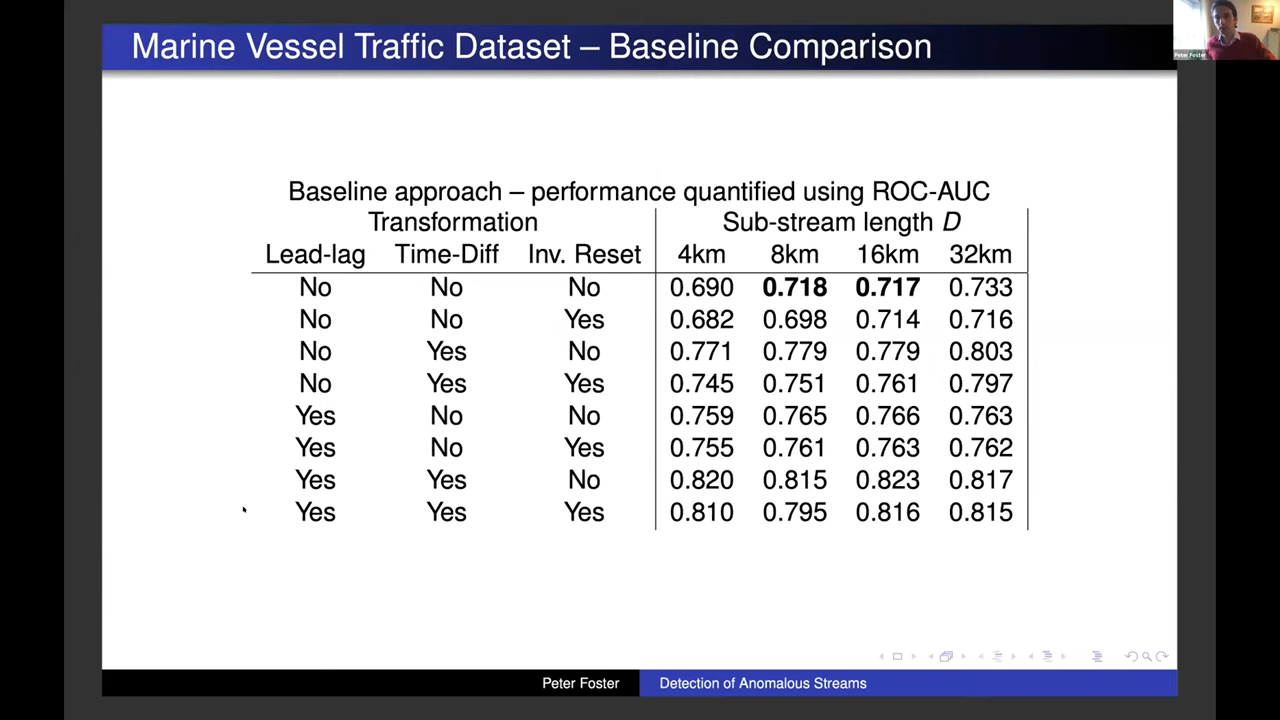 Marine Vessel Traffic Dataset – Baseline Comparison
Peter Foster
Baseline approach – performance quantified using ROC-AUC
Transformation Sub-stream length D
Lead-lag Time-Diff Inv. Reset 4km 8km 16km 32km
No No No 0.690 0.718 0.717 0.733
No No Yes 0.682 0.698 0.714 0.716
No Yes No 0.771 0.779 0.779 0.803
No Yes Yes 0.745 0.751 0.761 0.797
Yes No No 0.759 0.765 0.766 0.763
Yes No Yes 0.755 0.761 0.763 0.762
Yes Yes No 0.820 0.815 0.823 0.817
Yes Yes Yes 0.810 0.795 0.816 0.815
Peter Foster Detection of Anomalous Streams